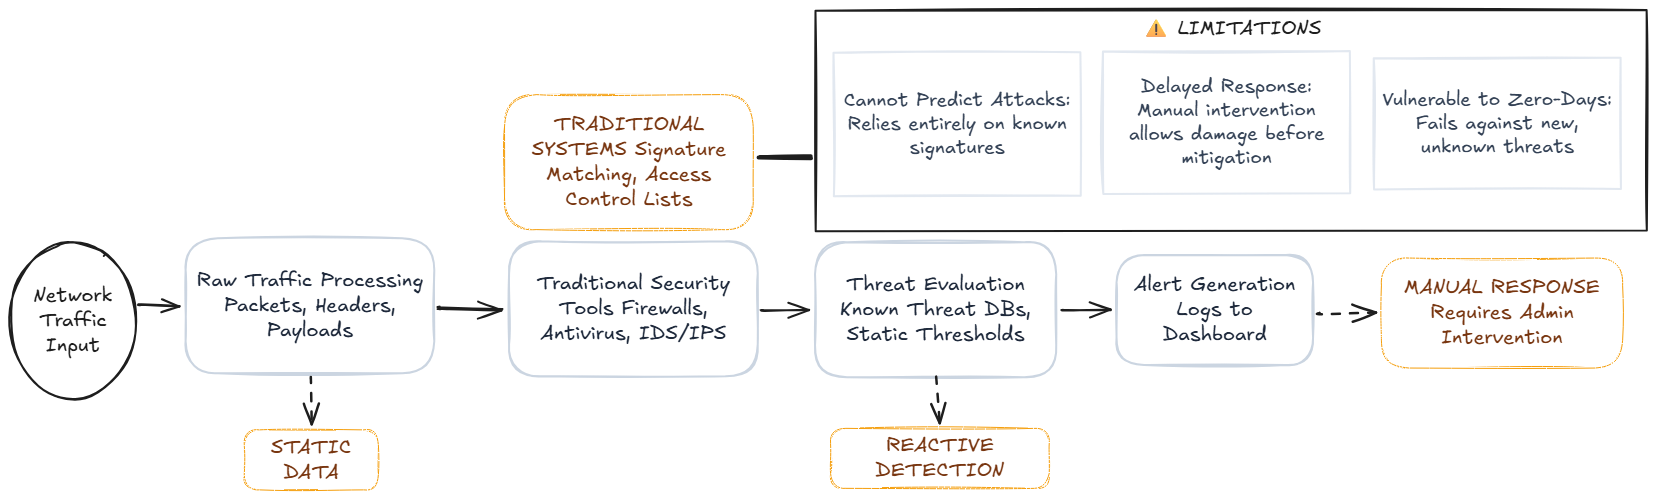 ⚠️ LIMITATIONS
Cannot Predict Attacks:
Relies entirely on known
signatures
Delayed Response:
Manual intervention
allows damage before
mitigation
Vulnerable to Zero-Days:
Fails against new,
unknown threats
TRADITIONAL
SYSTEMS Signature
Matching, Access
Control Lists
Network
Traffic
Input
Raw Traffic Processing
Packets, Headers,
Payloads
Traditional Security
Tools Firewalls,
Antivirus, IDS/IPS
Threat Evaluation
Known Threat DBs,
Static Thresholds
Alert Generation
Logs to
Dashboard
MANUAL RESPONSE
Requires Admin
Intervention
STATIC
DATA
REACTIVE
DETECTION